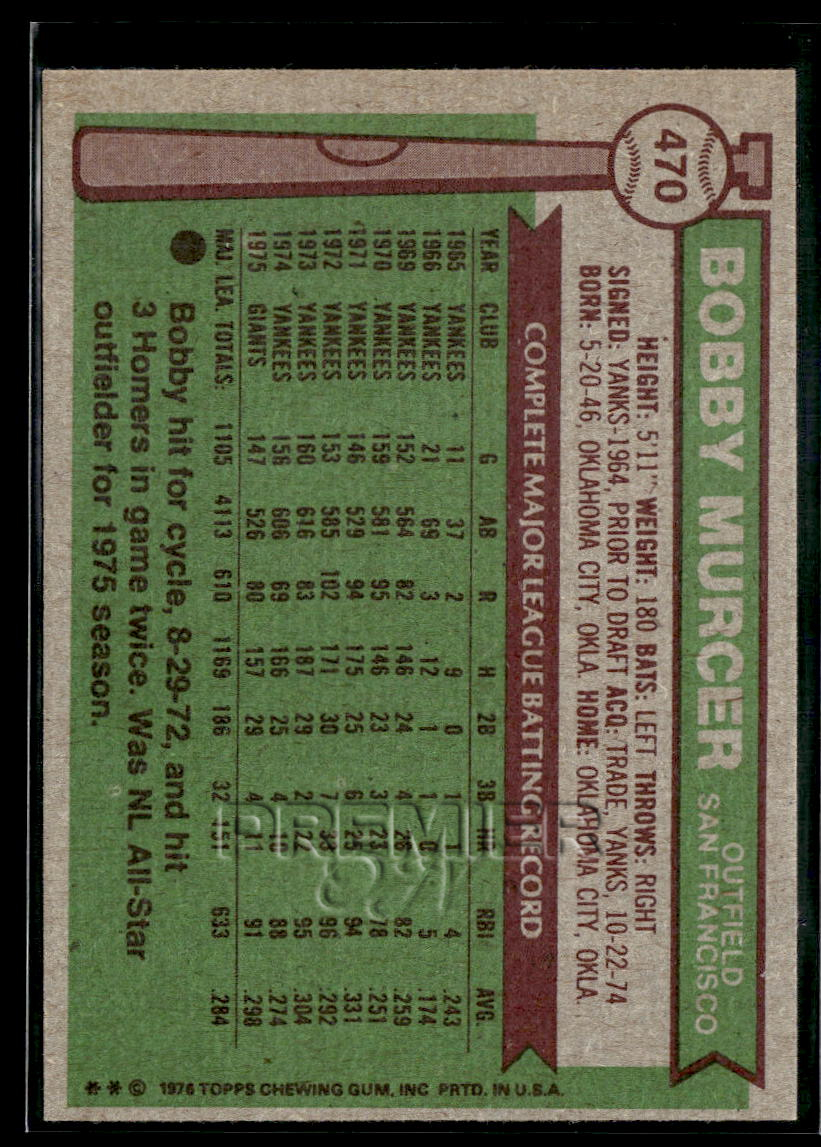 470
BOBBY MURCER OUTFIELD
SAN FRANCISCO
HEIGHT: 5'11" WEIGHT: 180 BATS: LEFT THROWS: RIGHT
SIGNED: YANKS-1964, PRIOR TO DRAFT ACQ: TRADE, YANKS, 10-22-74
BORN: 5-20-46, OKLAHOMA CITY, OKLA. HOME: OKLAHOMA CITY, OKLA.
COMPLETE MAJOR LEAGUE BATTING RECORD
YEAR CLUB G AB R H 2B 3B HR RBI AVG.
1965 YANKEES 11 37 2 9 0 1 1 4 .243
1966 YANKEES 21 69 3 12 1 1 0 5 .174
1969 YANKEES 152 564 82 146 24 4 26 82 .259
1970 YANKEES 159 581 95 146 23 3 23 78 .251
1971 YANKEES 146 529 94 175 25 6 25 94 .331
1972 YANKEES 153 585 102 171 30 7 33 96 .292
1973 YANKEES 160 616 83 187 29 2 22 95 .304
1974 YANKEES 156 606 69 166 25 4 10 88 .274
1975 GIANTS 147 526 80 157 29 4 11 91 .298
MAJ. LEA. TOTALS: 1105 4113 610 1169 186 32 151 633 .284
Bobby hit for cycle, 8-29-72, and hit
3 Homers in game twice. Was NL All-Star
outfielder for 1975 season.
** © 1976 TOPPS CHEWING GUM, INC PRTD. IN U.S.A.
PREMIER